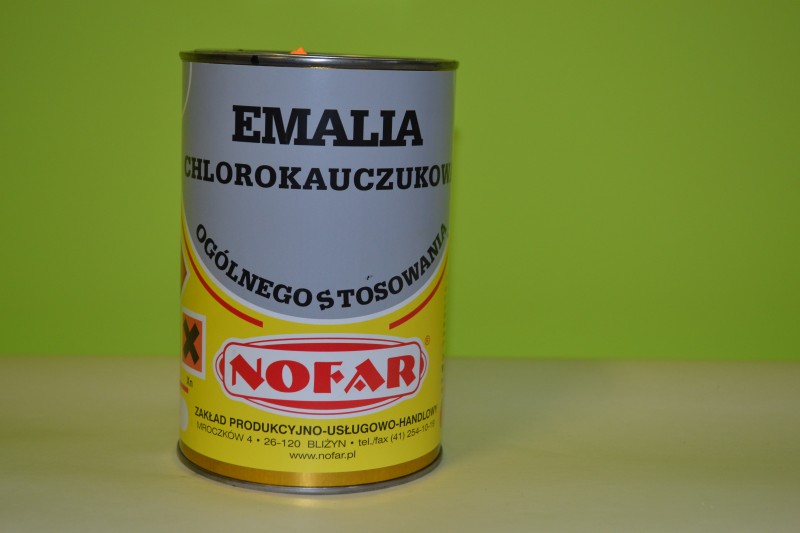 EMALIA
CHLOROKAUCZUKOW
OGÓLNEGO STOSOWANIA
NOFAR®
Xn
ZAKŁAD PRODUKCYJNO-USŁUGOWO-HANDLOWY
MROCZKÓW 4 • 26-120 BLIŻYN • tel./fax (41) 254-10-15
www.nofar.pl